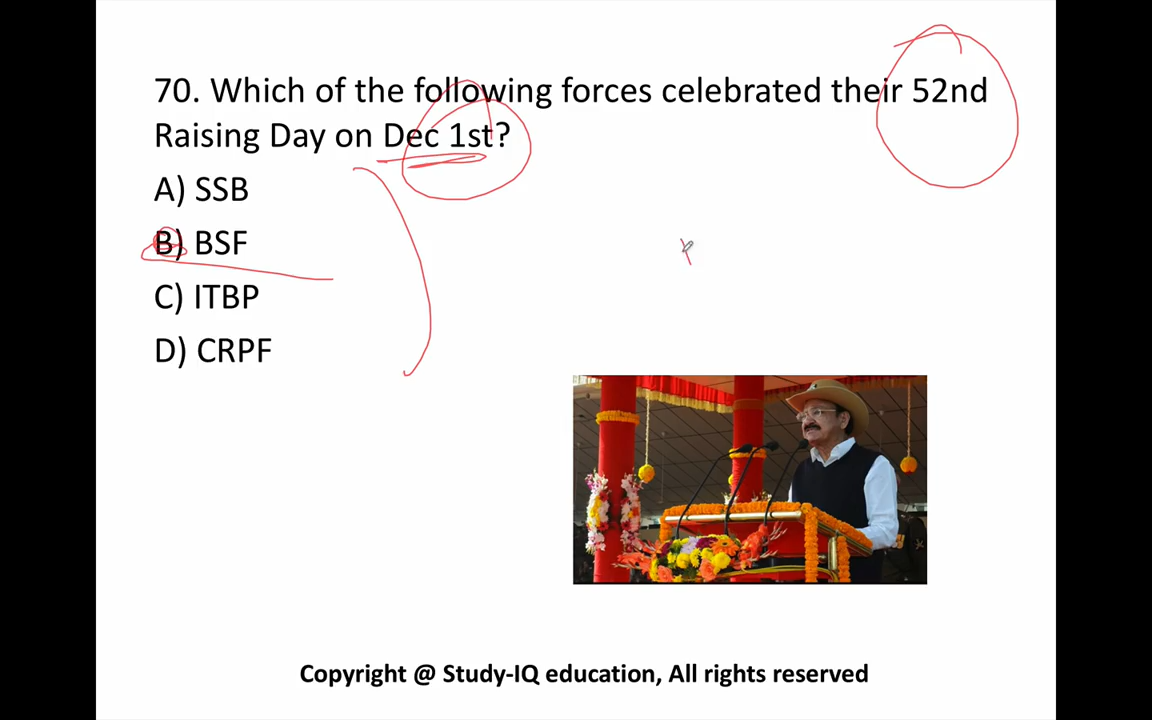 70. Which of the following forces celebrated their 52nd
Raising Day on Dec 1st?
A) SSB
B) BSF
C) ITBP
D) CRPF
Copyright @ Study-IQ education, All rights reserved